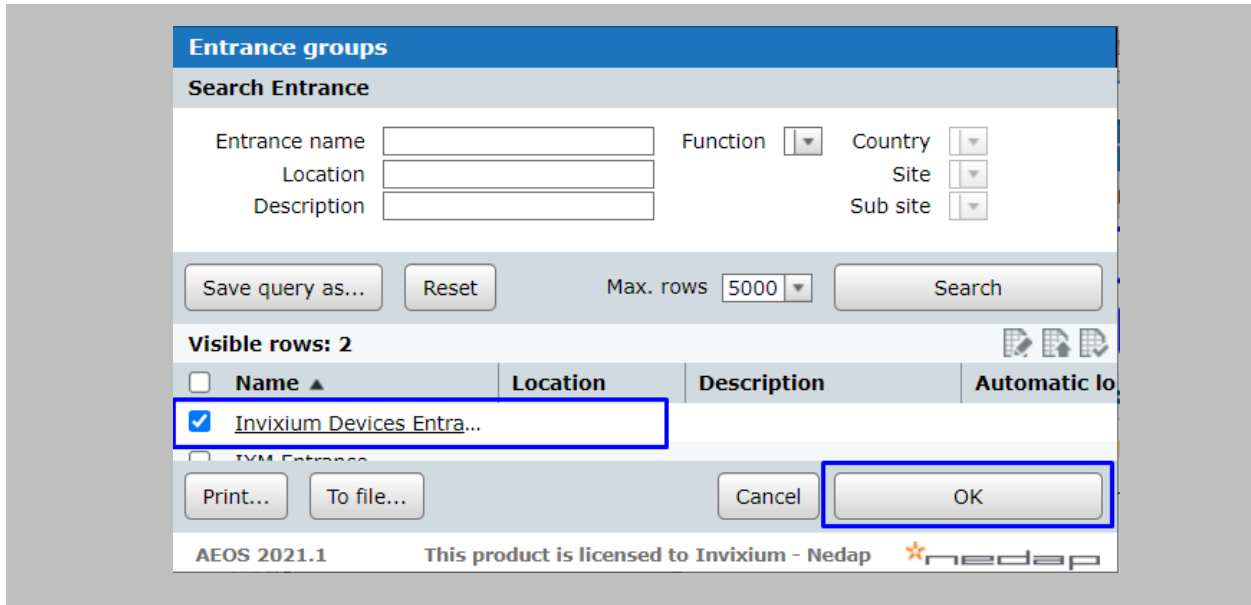 Entrance groups
Search Entrance
Entrance name Function Country
Location Site
Description Sub site
Save query as... Reset Max. rows 5000 Search
Visible rows: 2
Name ▲ Location Description Automatic lo
Invixium Devices Entra...
IXM Entrance
Print... To file... Cancel OK
AEOS 2021.1 This product is licensed to Invixium - Nedap nedap